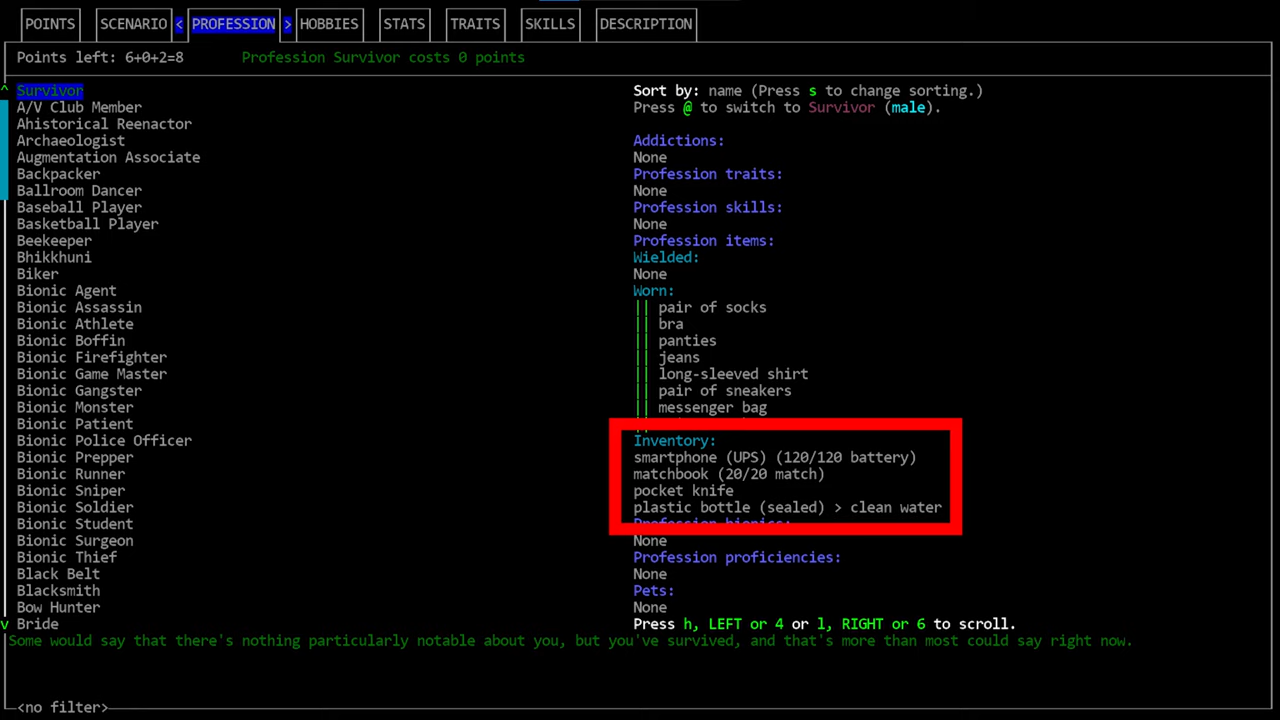 POINTS SCENARIO < PROFESSION > HOBBIES STATS TRAITS SKILLS DESCRIPTION
Points left: 6+0+2=8 Profession Survivor costs 0 points
^ Survivor
A/V Club Member
Ahistorical Reenactor
Archaeologist
Augmentation Associate
Backpacker
Ballroom Dancer
Baseball Player
Basketball Player
Beekeeper
Bhikkhuni
Biker
Bionic Agent
Bionic Assassin
Bionic Athlete
Bionic Boffin
Bionic Firefighter
Bionic Game Master
Bionic Gangster
Bionic Monster
Bionic Patient
Bionic Police Officer
Bionic Prepper
Bionic Runner
Bionic Sniper
Bionic Soldier
Bionic Student
Bionic Surgeon
Bionic Thief
Black Belt
Blacksmith
Bow Hunter
v Bride
Sort by: name (Press s to change sorting.)
Press @ to switch to Survivor (male).
Addictions:
None
Profession traits:
None
Profession skills:
None
Profession items:
Wielded:
None
Worn:
|| pair of socks
|| bra
|| panties
|| jeans
|| long-sleeved shirt
|| pair of sneakers
|| messenger bag
Inventory:
smartphone (UPS) (120/120 battery)
matchbook (20/20 match)
pocket knife
plastic bottle (sealed) > clean water
Profession bionics:
None
Profession proficiencies:
None
Pets:
None
Press h, LEFT or 4 or l, RIGHT or 6 to scroll.
Some would say that there's nothing particularly notable about you, but you've survived, and that's more than most could say right now.
<no filter>